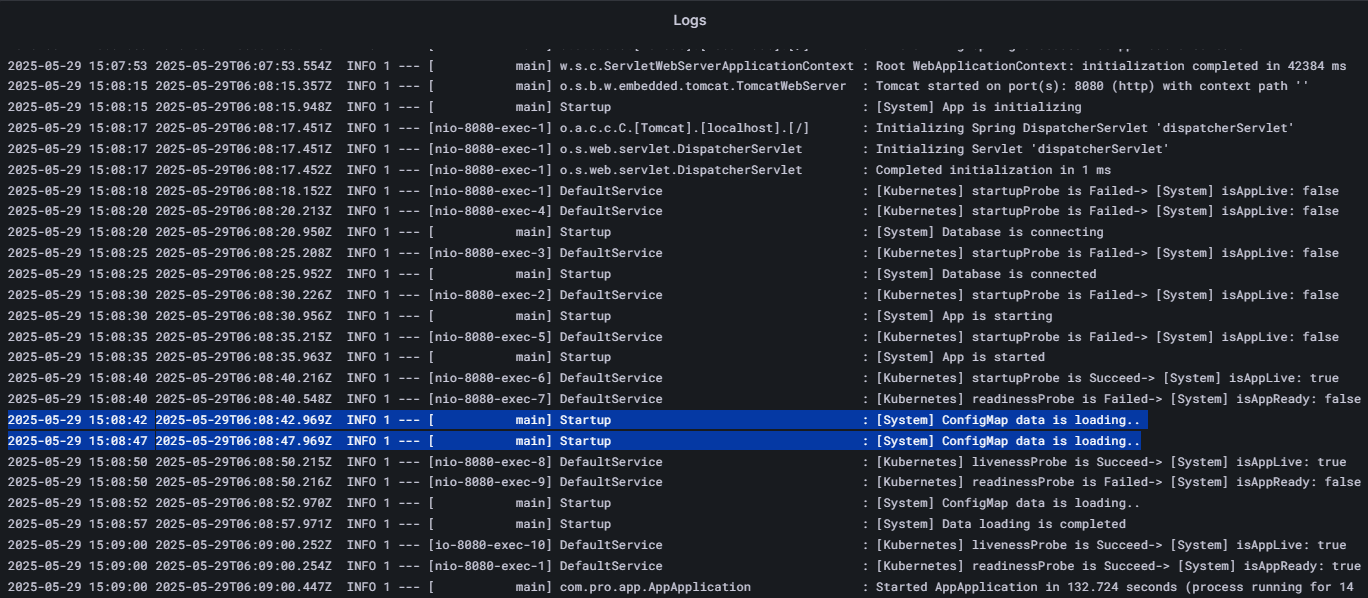 Logs
2025-05-29 15:07:53 2025-05-29T06:07:53.554Z INFO 1 --- [ main] w.s.c.ServletWebServerApplicationContext : Root WebApplicationContext: initialization completed in 42384 ms
2025-05-29 15:08:15 2025-05-29T06:08:15.357Z INFO 1 --- [ main] o.s.b.w.embedded.tomcat.TomcatWebServer : Tomcat started on port(s): 8080 (http) with context path ''
2025-05-29 15:08:15 2025-05-29T06:08:15.948Z INFO 1 --- [ main] Startup : [System] App is initializing
2025-05-29 15:08:17 2025-05-29T06:08:17.451Z INFO 1 --- [nio-8080-exec-1] o.a.c.c.C.[Tomcat].[localhost].[/] : Initializing Spring DispatcherServlet 'dispatcherServlet'
2025-05-29 15:08:17 2025-05-29T06:08:17.451Z INFO 1 --- [nio-8080-exec-1] o.s.web.servlet.DispatcherServlet : Initializing Servlet 'dispatcherServlet'
2025-05-29 15:08:17 2025-05-29T06:08:17.452Z INFO 1 --- [nio-8080-exec-1] o.s.web.servlet.DispatcherServlet : Completed initialization in 1 ms
2025-05-29 15:08:18 2025-05-29T06:08:18.152Z INFO 1 --- [nio-8080-exec-1] DefaultService : [Kubernetes] startupProbe is Failed-> [System] isAppLive: false
2025-05-29 15:08:20 2025-05-29T06:08:20.213Z INFO 1 --- [nio-8080-exec-4] DefaultService : [Kubernetes] startupProbe is Failed-> [System] isAppLive: false
2025-05-29 15:08:20 2025-05-29T06:08:20.950Z INFO 1 --- [ main] Startup : [System] Database is connecting
2025-05-29 15:08:25 2025-05-29T06:08:25.208Z INFO 1 --- [nio-8080-exec-3] DefaultService : [Kubernetes] startupProbe is Failed-> [System] isAppLive: false
2025-05-29 15:08:25 2025-05-29T06:08:25.952Z INFO 1 --- [ main] Startup : [System] Database is connected
2025-05-29 15:08:30 2025-05-29T06:08:30.226Z INFO 1 --- [nio-8080-exec-2] DefaultService : [Kubernetes] startupProbe is Failed-> [System] isAppLive: false
2025-05-29 15:08:30 2025-05-29T06:08:30.956Z INFO 1 --- [ main] Startup : [System] App is starting
2025-05-29 15:08:35 2025-05-29T06:08:35.215Z INFO 1 --- [nio-8080-exec-5] DefaultService : [Kubernetes] startupProbe is Failed-> [System] isAppLive: false
2025-05-29 15:08:35 2025-05-29T06:08:35.963Z INFO 1 --- [ main] Startup : [System] App is started
2025-05-29 15:08:40 2025-05-29T06:08:40.216Z INFO 1 --- [nio-8080-exec-6] DefaultService : [Kubernetes] startupProbe is Succeed-> [System] isAppLive: true
2025-05-29 15:08:40 2025-05-29T06:08:40.548Z INFO 1 --- [nio-8080-exec-7] DefaultService : [Kubernetes] readinessProbe is Failed-> [System] isAppReady: false
2025-05-29 15:08:42 2025-05-29T06:08:42.969Z INFO 1 --- [ main] Startup : [System] ConfigMap data is loading..
2025-05-29 15:08:47 2025-05-29T06:08:47.969Z INFO 1 --- [ main] Startup : [System] ConfigMap data is loading..
2025-05-29 15:08:50 2025-05-29T06:08:50.215Z INFO 1 --- [nio-8080-exec-8] DefaultService : [Kubernetes] livenessProbe is Succeed-> [System] isAppLive: true
2025-05-29 15:08:50 2025-05-29T06:08:50.216Z INFO 1 --- [nio-8080-exec-9] DefaultService : [Kubernetes] readinessProbe is Failed-> [System] isAppReady: false
2025-05-29 15:08:52 2025-05-29T06:08:52.970Z INFO 1 --- [ main] Startup : [System] ConfigMap data is loading..
2025-05-29 15:08:57 2025-05-29T06:08:57.971Z INFO 1 --- [ main] Startup : [System] Data loading is completed
2025-05-29 15:09:00 2025-05-29T06:09:00.252Z INFO 1 --- [io-8080-exec-10] DefaultService : [Kubernetes] livenessProbe is Succeed-> [System] isAppLive: true
2025-05-29 15:09:00 2025-05-29T06:09:00.254Z INFO 1 --- [nio-8080-exec-1] DefaultService : [Kubernetes] readinessProbe is Succeed-> [System] isAppReady: true
2025-05-29 15:09:00 2025-05-29T06:09:00.447Z INFO 1 --- [ main] com.pro.app.AppApplication : Started AppApplication in 132.724 seconds (process running for 14